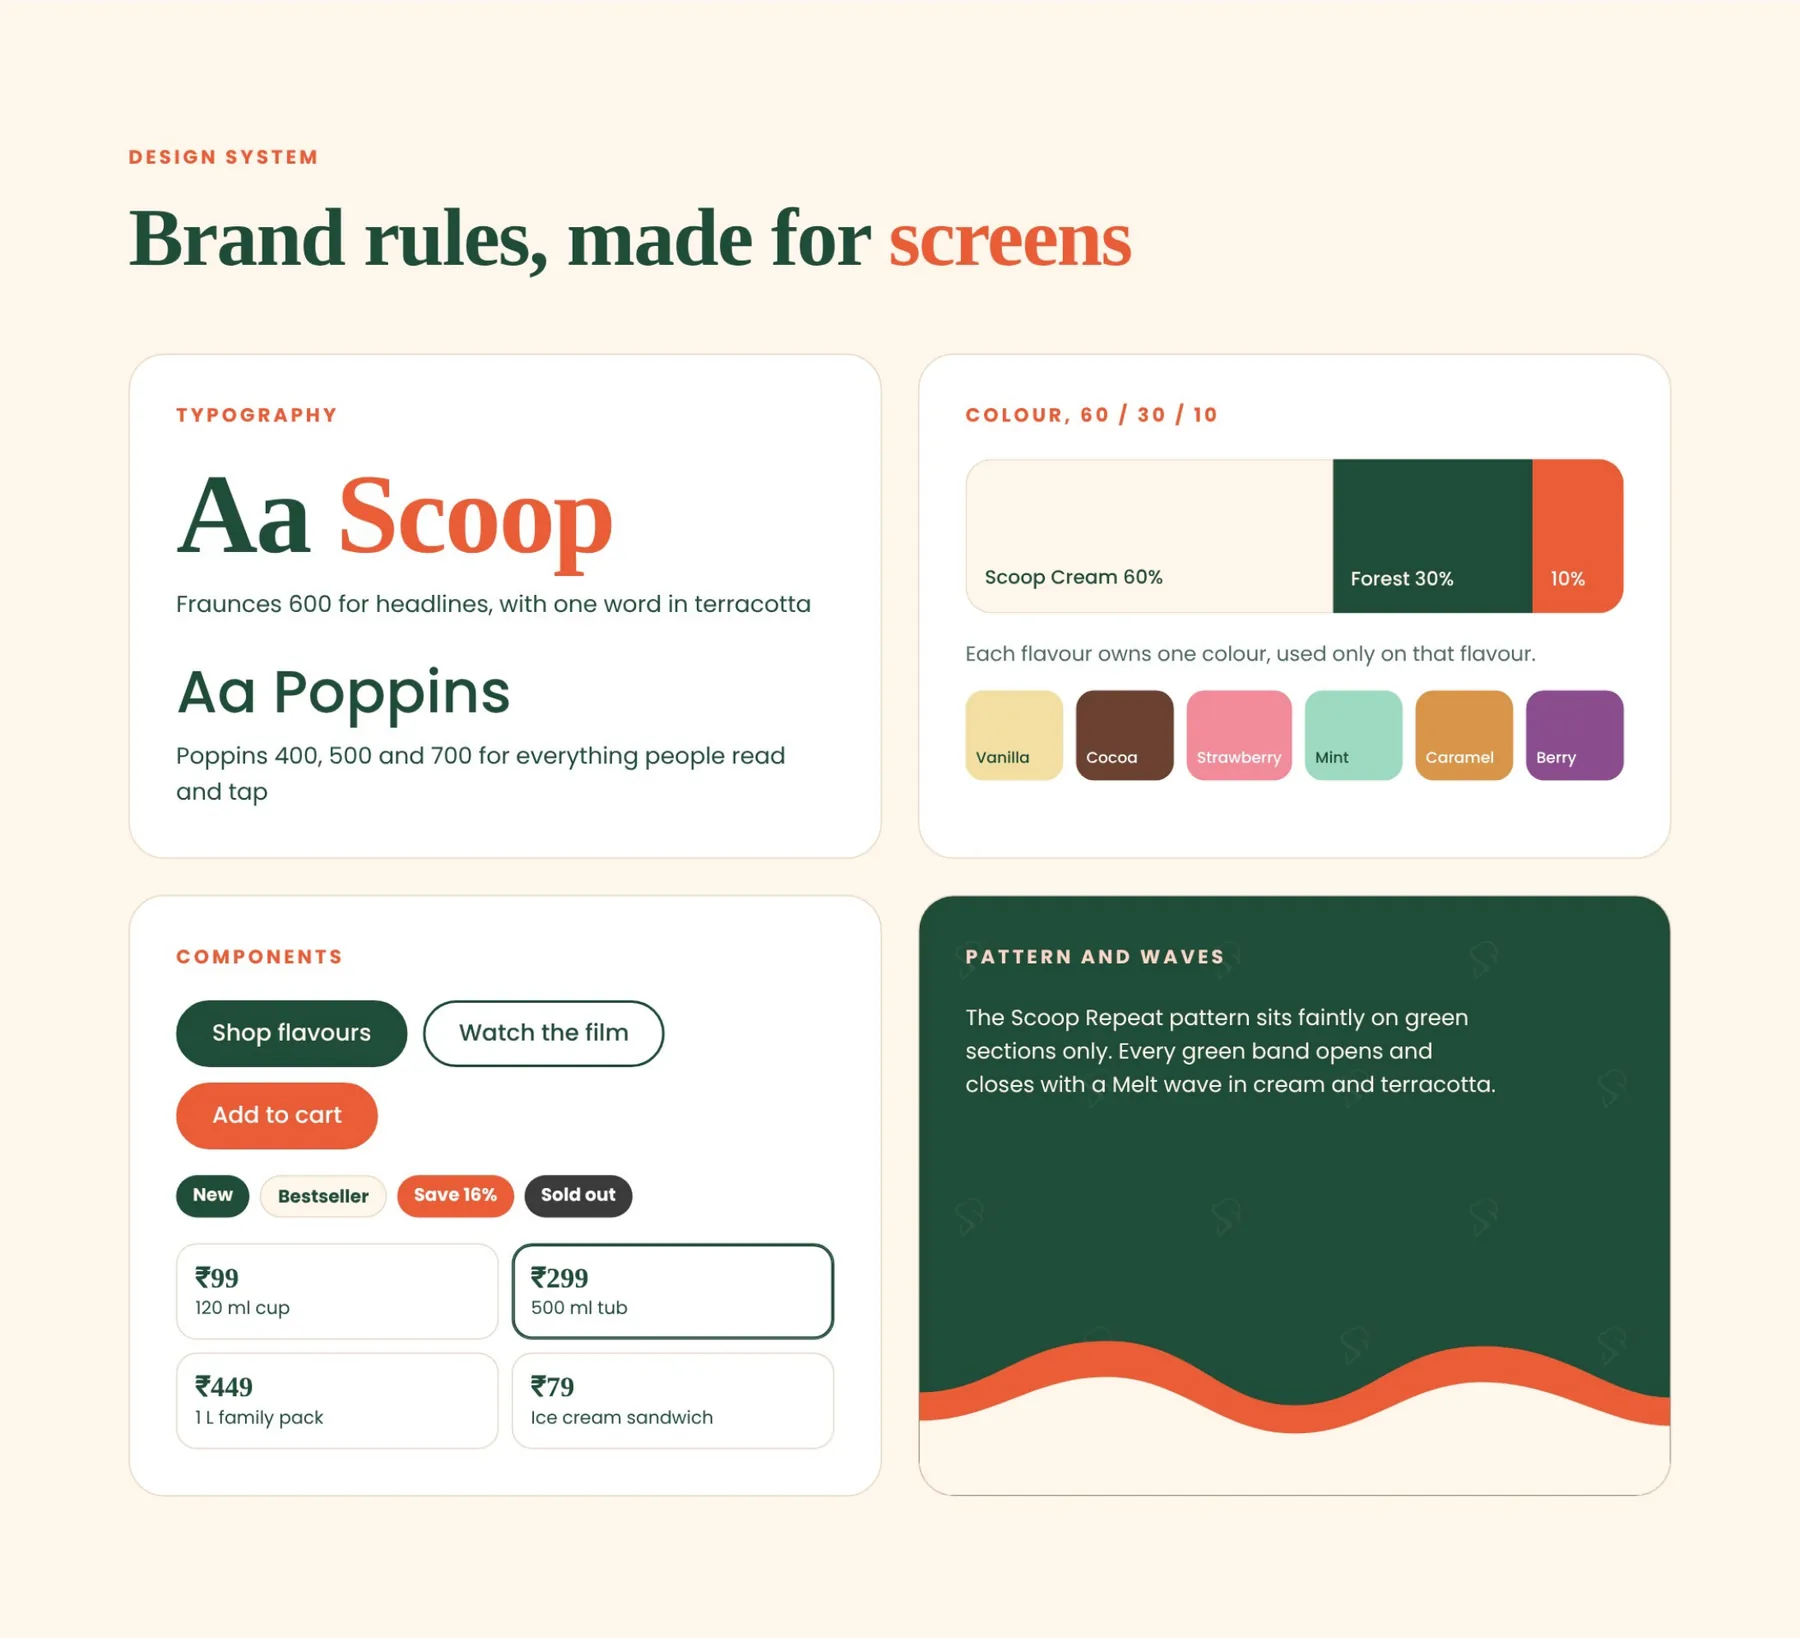 DESIGN SYSTEM
Brand rules, made for screens
TYPOGRAPHY
Aa Scoop
Fraunces 600 for headlines, with one word in terracotta
Aa Poppins
Poppins 400, 500 and 700 for everything people read
and tap
COLOUR, 60 / 30 / 10
Scoop Cream 60%
Forest 30%
10%
Each flavour owns one colour, used only on that flavour.
Vanilla
Cocoa
Strawberry
Mint
Caramel
Berry
COMPONENTS
Shop flavours
Watch the film
Add to cart
New
Bestseller
Save 16%
Sold out
₹99
120 ml cup
₹299
500 ml tub
₹449
1 L family pack
₹79
Ice cream sandwich
PATTERN AND WAVES
The Scoop Repeat pattern sits faintly on green
sections only. Every green band opens and
closes with a Melt wave in cream and terracotta.